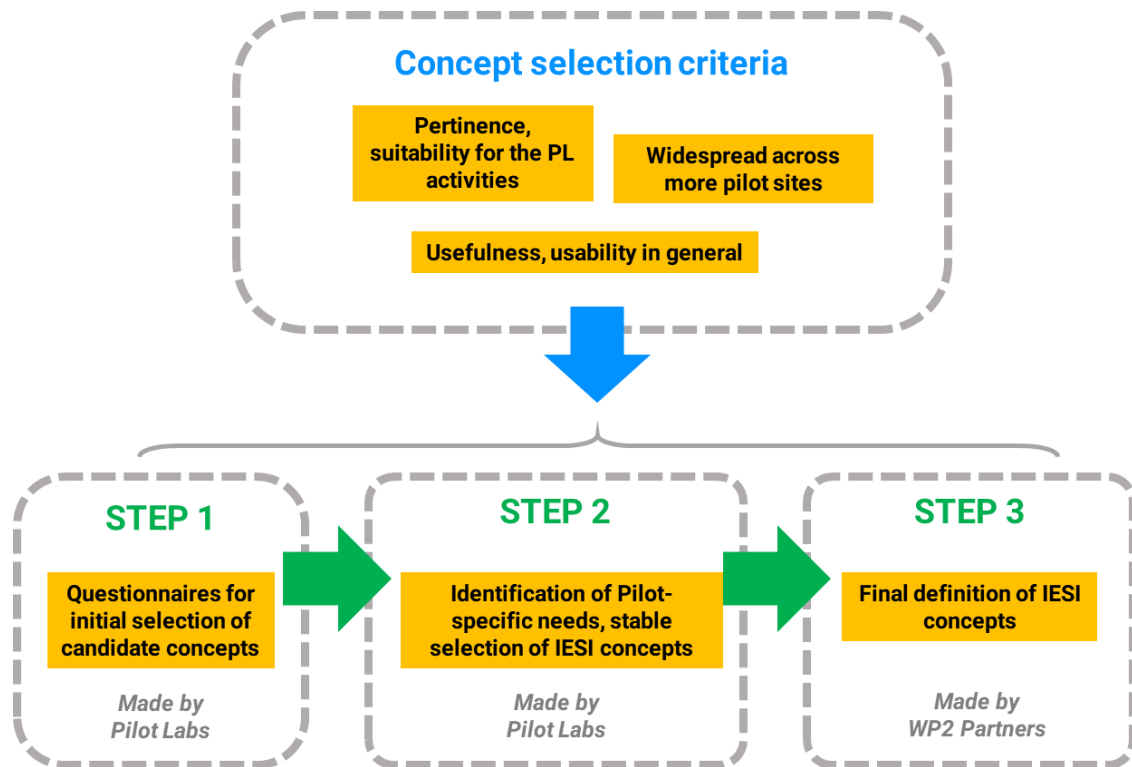 Concept selection criteria
Pertinence,
suitability for the PL
activities
Widespread across
more pilot sites
Usefulness, usability in general
STEP 1
Questionnaires for
initial selection of
candidate concepts
Made by
Pilot Labs
STEP 2
Identification of Pilot-
specific needs, stable
selection of IESI concepts
Made by
Pilot Labs
STEP 3
Final definition of IESI
concepts
Made by
WP2 Partners